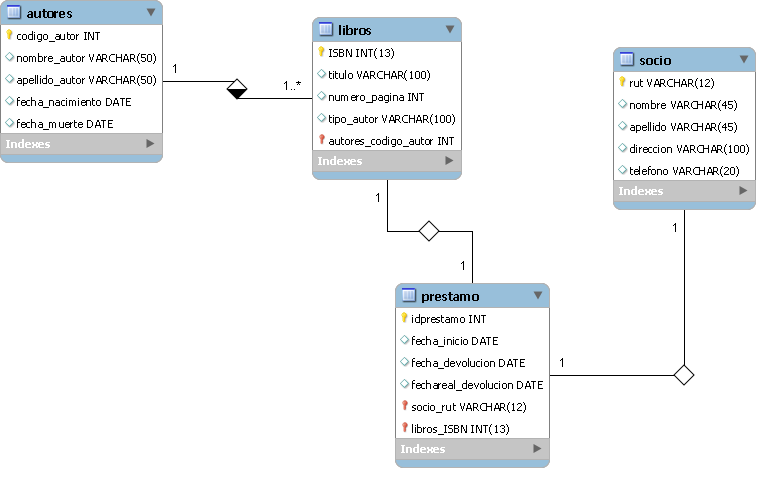 autores
codigo_autor INT
nombre_autor VARCHAR(50)
apellido_autor VARCHAR(50)
fecha_nacimiento DATE
fecha_muerte DATE
Indexes
1
1..*
libros
ISBN INT(13)
titulo VARCHAR(100)
numero_pagina INT
tipo_autor VARCHAR(100)
autores_codigo_autor INT
Indexes
socio
rut VARCHAR(12)
nombre VARCHAR(45)
apellido VARCHAR(45)
direccion VARCHAR(100)
telefono VARCHAR(20)
Indexes
1
1
1
1
prestamo
idprestamo INT
fecha_inicio DATE
fecha_devolucion DATE
fechareal_devolucion DATE
socio_rut VARCHAR(12)
libros_ISBN INT(13)
Indexes